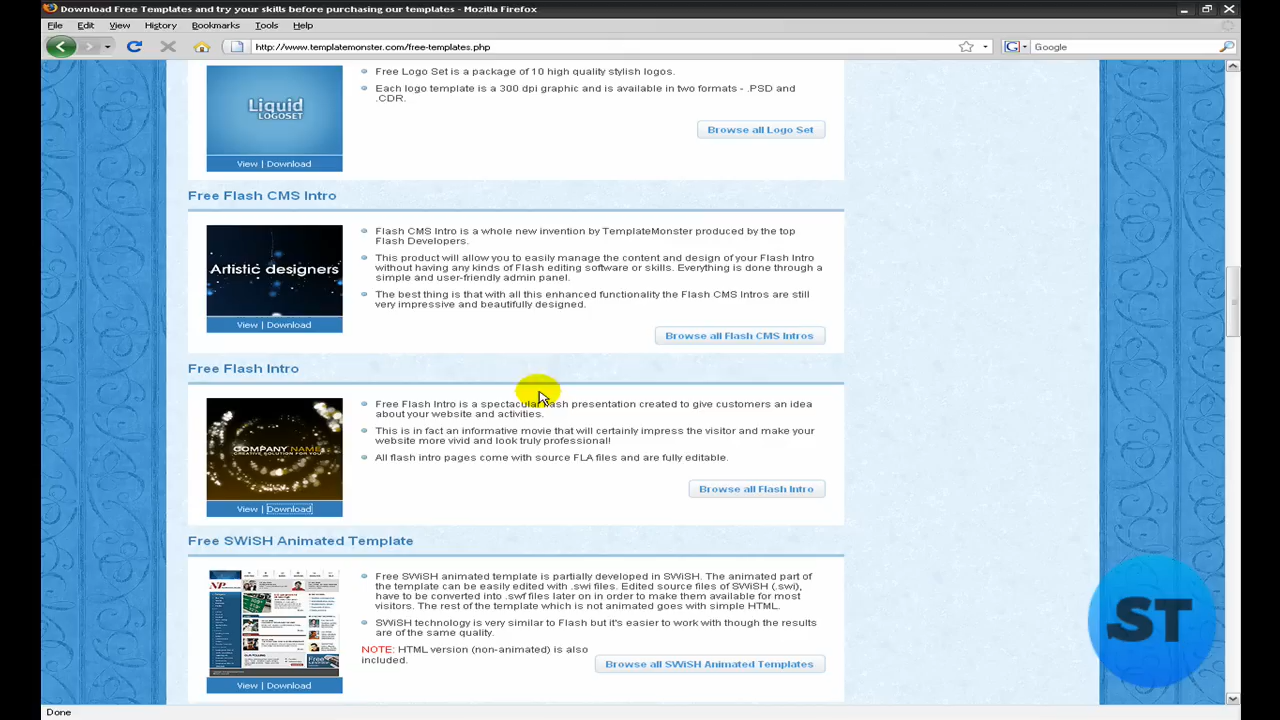 Download Free Templates and try your skills before purchasing our templates - Mozilla Firefox
File Edit View History Bookmarks Tools Help
http://www.templatemonster.com/free-templates.php
Google
Liquid
LOGOSET
View | Download
Free Logo Set is a package of 10 high quality stylish logos.
Each logo template is a 300 dpi graphic and is available in two formats - .PSD and
.CDR.
Browse all Logo Set
Free Flash CMS Intro
Artistic designers
View | Download
Flash CMS Intro is a whole new invention by TemplateMonster produced by the top
Flash Developers.
This product will allow you to easily manage the content and design of your Flash Intro
without having any kinds of Flash editing software or skills. Everything is done through a
simple and user-friendly admin panel.
The best thing is that with all this enhanced functionality the Flash CMS Intros are still
very impressive and beautifully designed.
Browse all Flash CMS Intros
Free Flash Intro
COMPANY NAME
CREATIVE SOLUTION FOR YOU
View | Download
Free Flash Intro is a spectacular flash presentation created to give customers an idea
about your website and activities.
This is in fact an informative movie that will certainly impress the visitor and make your
website more vivid and look truly professional!
All flash intro pages come with source FLA files and are fully editable.
Browse all Flash Intro
Free SWiSH Animated Template
View | Download
Free SWiSH animated template is partially developed in SWiSH. The animated part of
the template can be easily edited with .swi files. Edited source files of SWiSH (.swi),
have to be converted into .swf files later on in order to make them available for most
visitors. The rest of the template which is not animated goes with simple HTML.
SWiSH technology is very similar to Flash but it's easier to work with though the results
are of the same quality.
NOTE: HTML version (non-animated) is also
included.
Browse all SWiSH Animated Templates
ST
Done